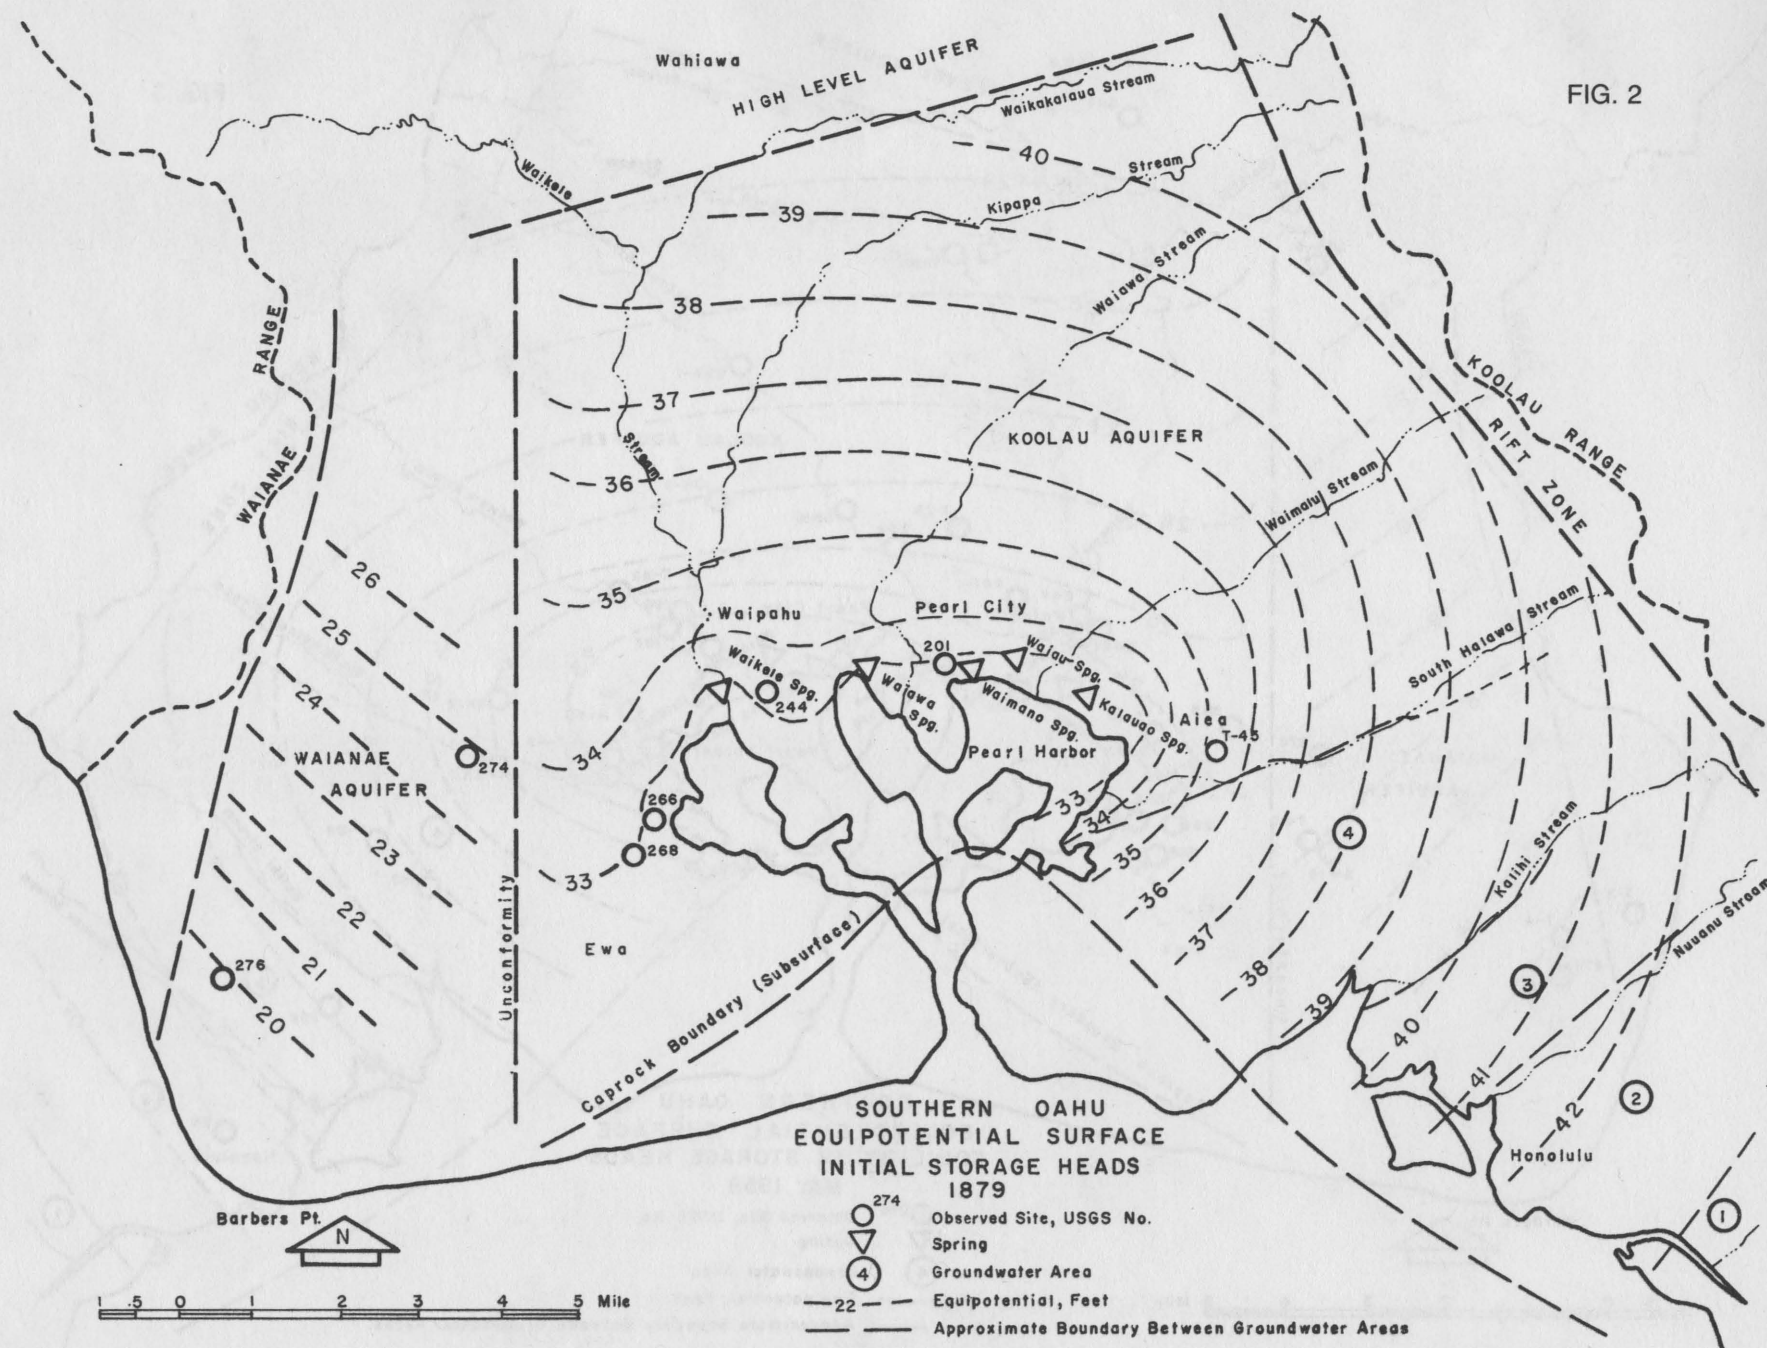 FIG. 2
Wahiawa
HIGH LEVEL AQUIFER
Waikakalaua Stream
40
Stream
Kipapa
Waikele
39
Waiawa Stream
38
RANGE
KOOLAU
RANGE
37
KOOLAU AQUIFER
RIFT
ZONE
Stream
36
WAIANAE
Waimalu Stream
26
35
25
Waipahu
Pearl City
South Halawa Stream
201
Waiau Spg.
Waikele Spg.
24
244
Waiawa
Spg.
Waimano Spg.
Kalauao Spg.
Aiea
T-45
WAIANAE
AQUIFER
274
34
Pearl Harbor
33
34
266
4
Kalihi Stream
23
268
35
33
36
22
Unconformity
Nuuanu Stream
Ewa
37
Caprock Boundary (Subsurface)
276
21
38
3
20
39
40
41
2
42
Honolulu
1
SOUTHERN OAHU
EQUIPOTENTIAL SURFACE
INITIAL STORAGE HEADS
1879
274
Observed Site, USGS No.
Spring
4
Groundwater Area
22
Equipotential, Feet
Approximate Boundary Between Groundwater Areas
Barbers Pt.
N
1 .5 0 1 2 3 4 5 Mile